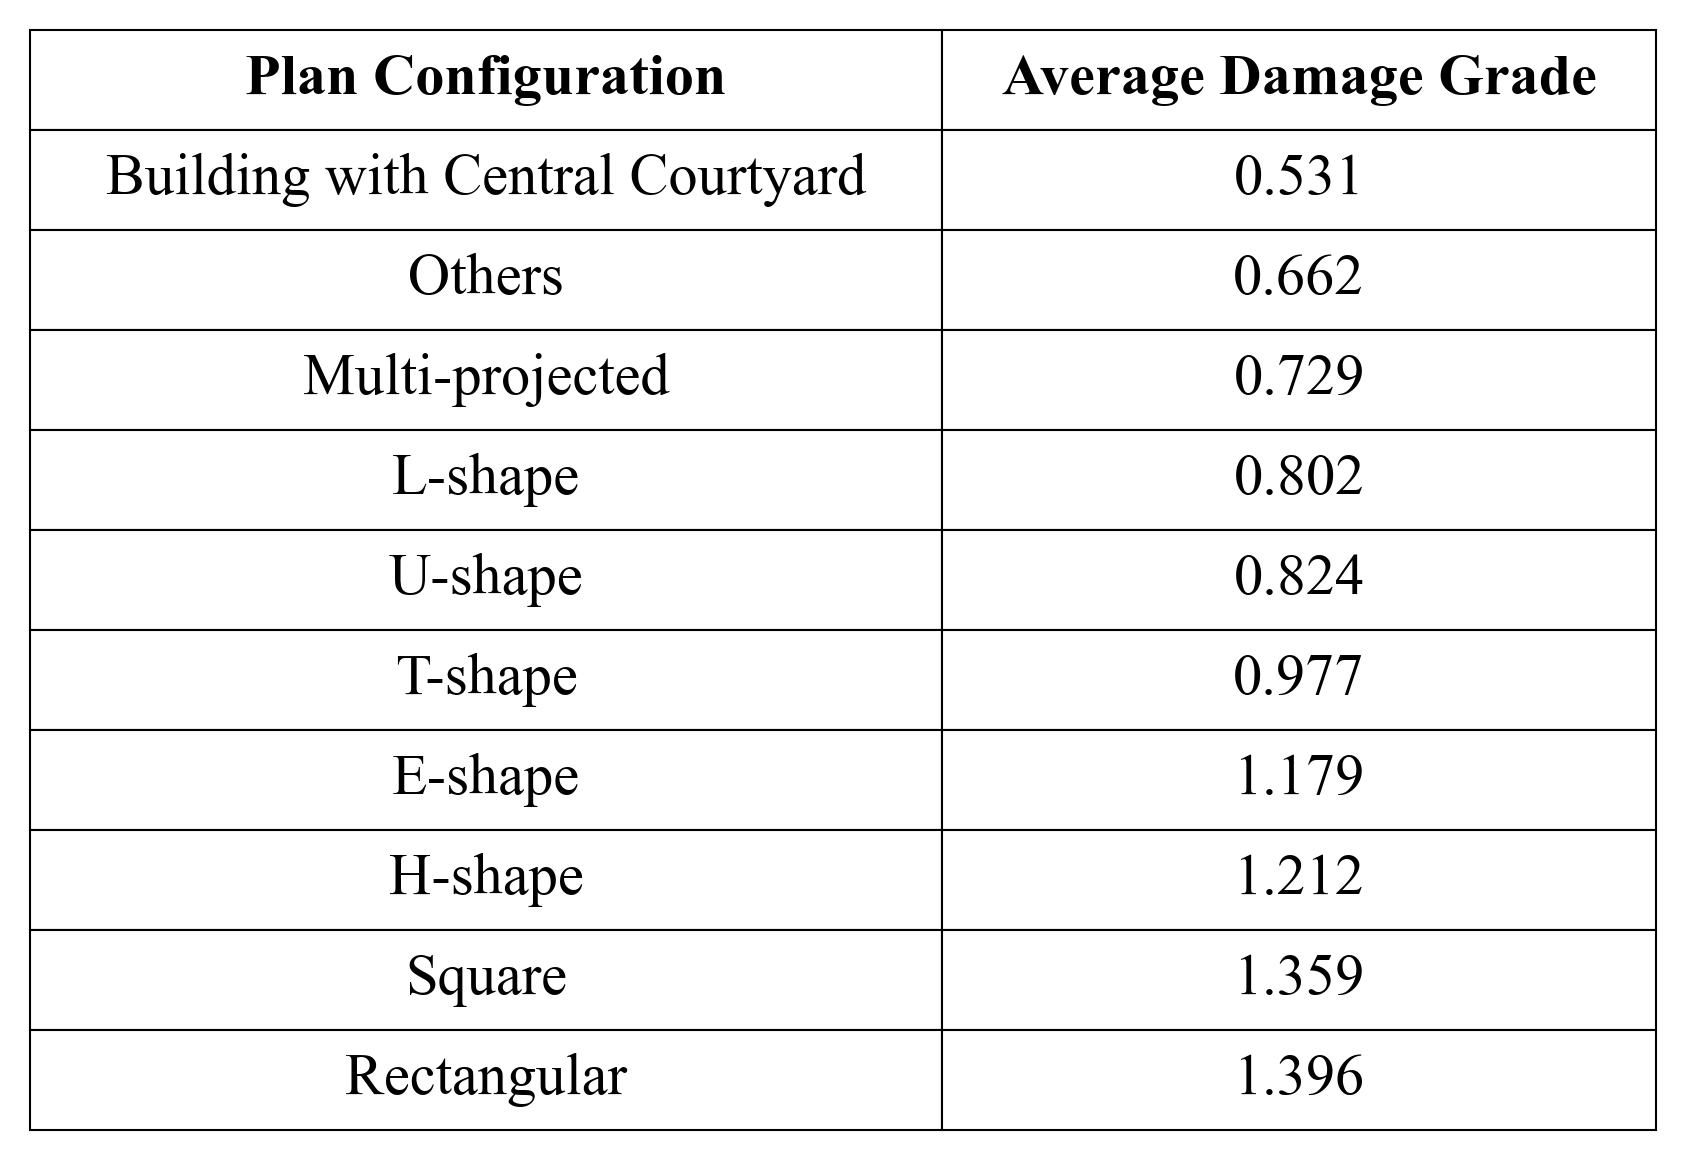 Plan Configuration Average Damage Grade
Building with Central Courtyard 0.531
Others 0.662
Multi-projected 0.729
L-shape 0.802
U-shape 0.824
T-shape 0.977
E-shape 1.179
H-shape 1.212
Square 1.359
Rectangular 1.396